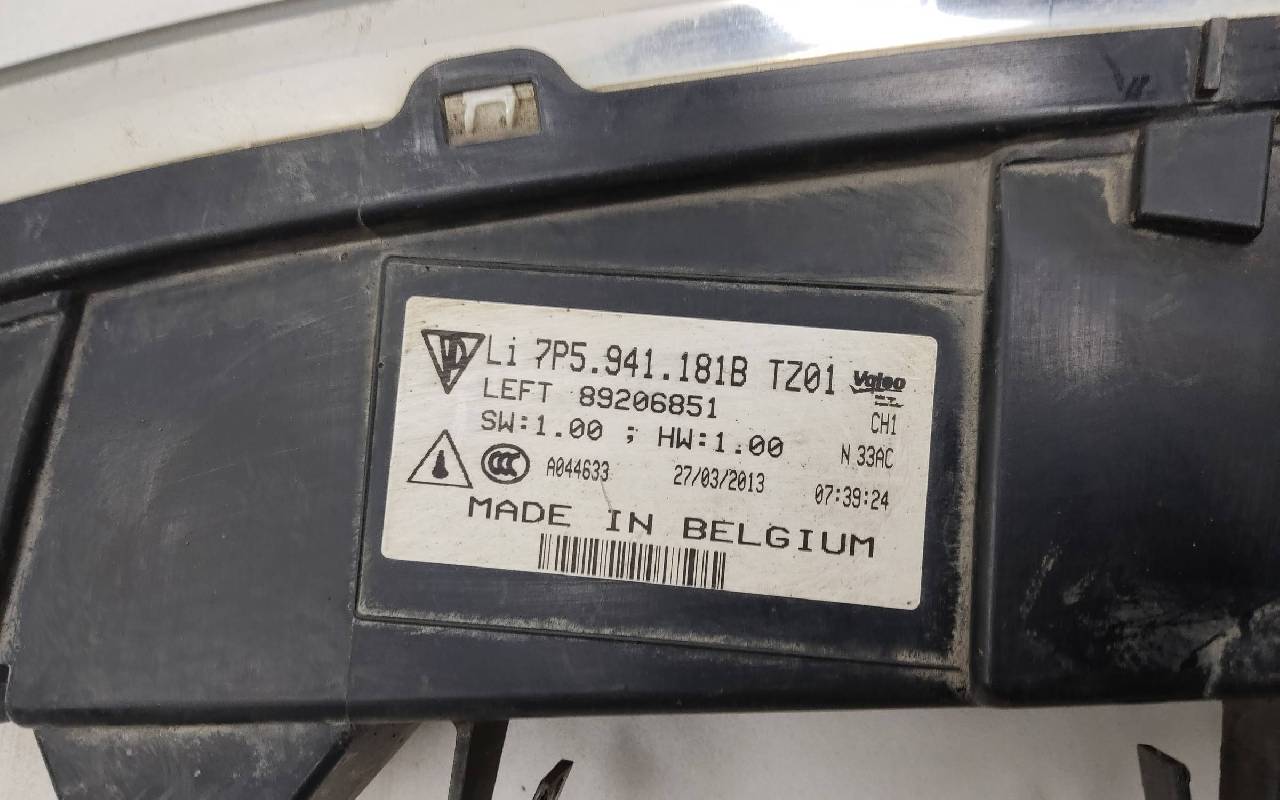 Li 7P5.941.181B TZ01 Valeo
LEFT 89206851 CH1
SW:1.00 ; HW:1.00 N 33AC
CCC A044633 27/03/2013 07:39:24
MADE IN BELGIUM